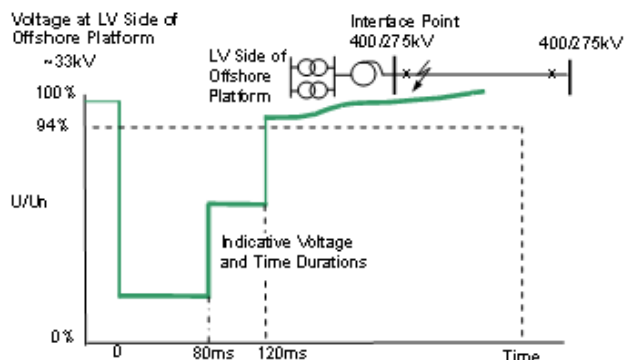 Voltage at LV Side of
Offshore Platform
~33kV
Interface Point
400/275kV
400/275kV
LV Side of
Offshore
Platform
100%
94%
U/Un
Indicative Voltage
and Time Durations
0%
0
80ms
120ms
Time